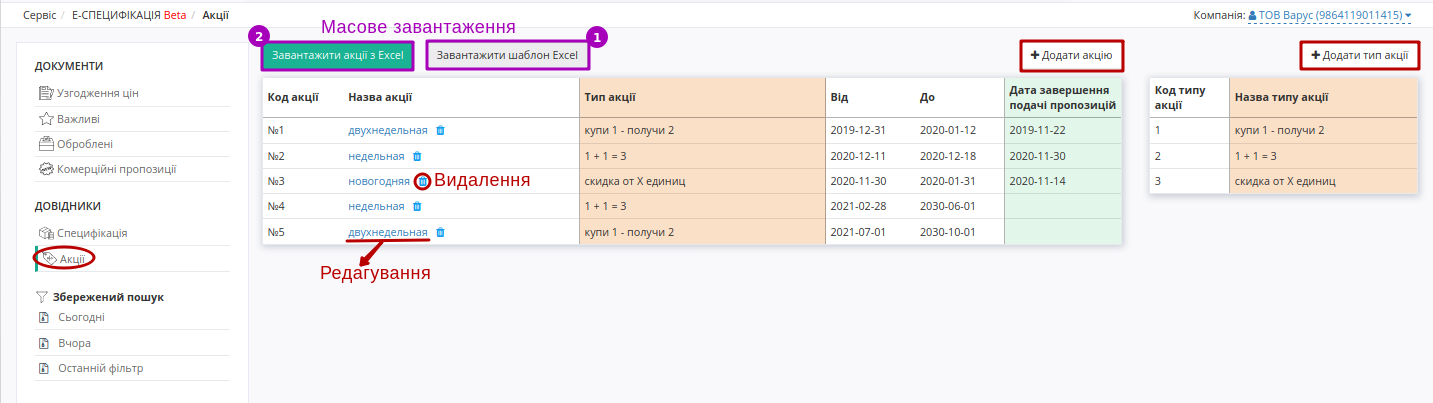 Сервіс / Е-СПЕЦИФІКАЦІЯ Beta / Акції
Компанія: ТОВ Варус (9864119011415)
ДОКУМЕНТИ
Узгодження цін
Важливі
Оброблені
Комерційні пропозиції
ДОВІДНИКИ
Специфікація
Акції
Збережений пошук
Сьогодні
Вчора
Останній фільтр
2 Масове завантаження 1
Завантажити акції з Excel Завантажити шаблон Excel + Додати акцію + Додати тип акції
Код акції Назва акції Тип акції Від До Дата завершення подачі пропозицій
№1 двухнедельная купи 1 - получи 2 2019-12-31 2020-01-12 2019-11-22
№2 недельная 1 + 1 = 3 2020-12-11 2020-12-18 2020-11-30
№3 новогодняя Видалення скидка от Х единиц 2020-11-30 2020-01-31 2020-11-14
№4 недельная 1 + 1 = 3 2021-02-28 2030-06-01
№5 двухнедельная купи 1 - получи 2 2021-07-01 2030-10-01
Редагування
Код типу акції Назва типу акції
1 купи 1 - получи 2
2 1 + 1 = 3
3 скидка от Х единиц